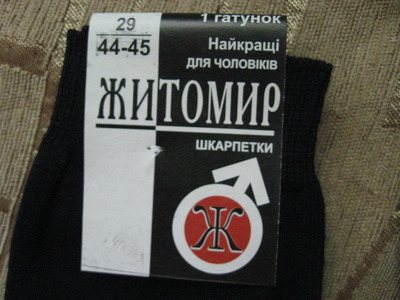 29
44-45
1 гатунок
Найкращі
ДЛЯ ЧОЛОВІКІВ
ЖИТОМИР
ШКАРПЕТКИ
Ж